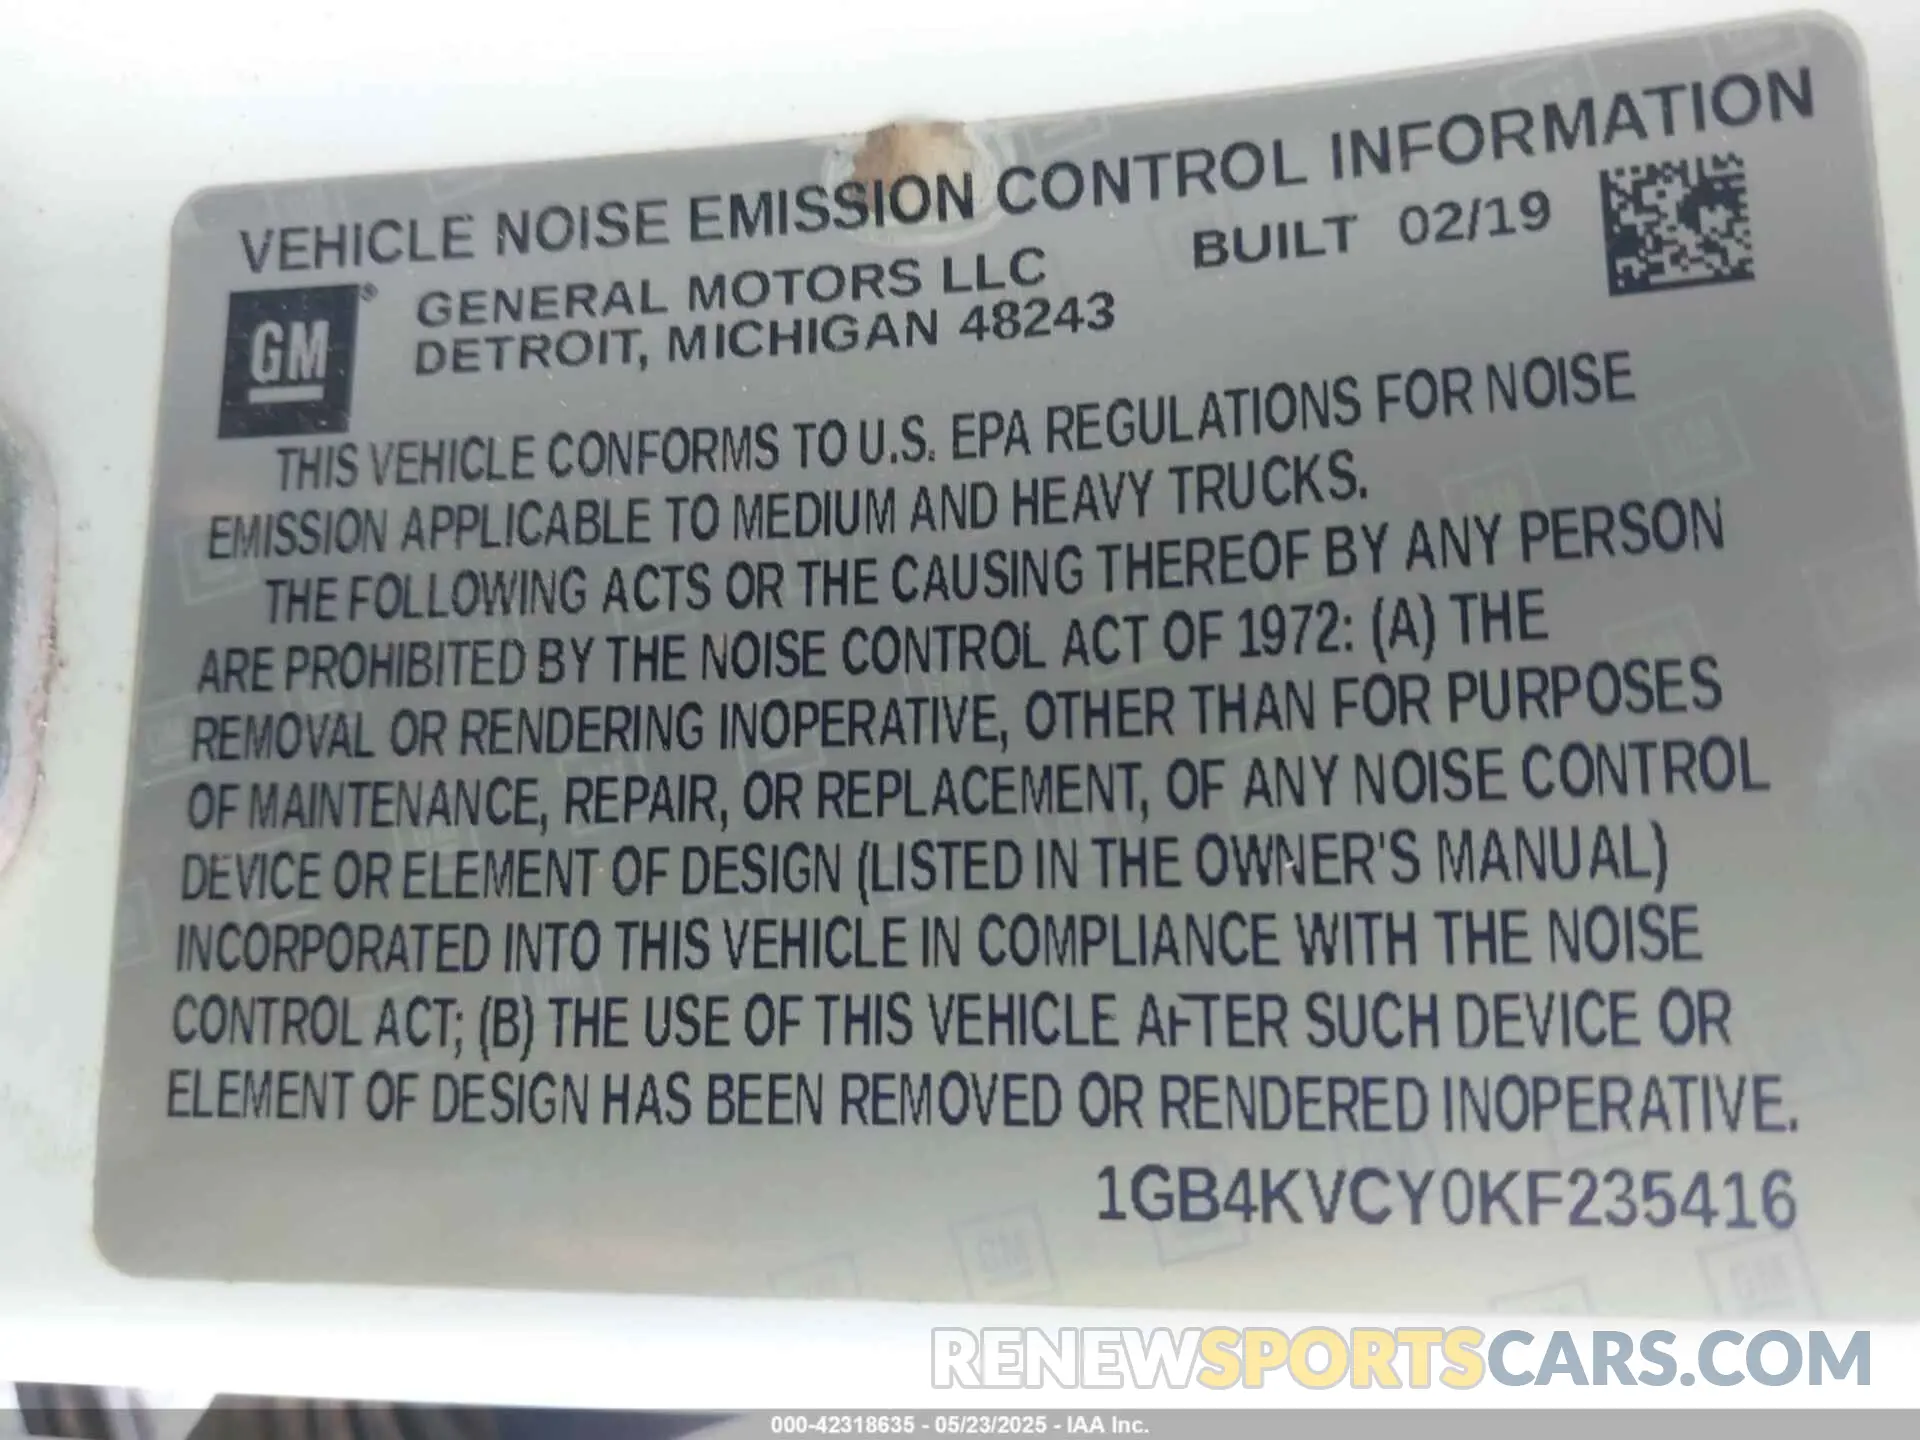 VEHICLE NOISE EMISSION CONTROL INFORMATION
GM ®
GENERAL MOTORS LLC
DETROIT, MICHIGAN 48243
BUILT 02/19
THIS VEHICLE CONFORMS TO U.S. EPA REGULATIONS FOR NOISE
EMISSION APPLICABLE TO MEDIUM AND HEAVY TRUCKS.
THE FOLLOWING ACTS OR THE CAUSING THEREOF BY ANY PERSON
ARE PROHIBITED BY THE NOISE CONTROL ACT OF 1972: (A) THE
REMOVAL OR RENDERING INOPERATIVE, OTHER THAN FOR PURPOSES
OF MAINTENANCE, REPAIR, OR REPLACEMENT, OF ANY NOISE CONTROL
DEVICE OR ELEMENT OF DESIGN (LISTED IN THE OWNER'S MANUAL)
INCORPORATED INTO THIS VEHICLE IN COMPLIANCE WITH THE NOISE
CONTROL ACT; (B) THE USE OF THIS VEHICLE AFTER SUCH DEVICE OR
ELEMENT OF DESIGN HAS BEEN REMOVED OR RENDERED INOPERATIVE.
1GB4KVCY0KF235416
RENEWSPORTSCARS.COM
000-42318635 - 05/23/2025 - IAA Inc.